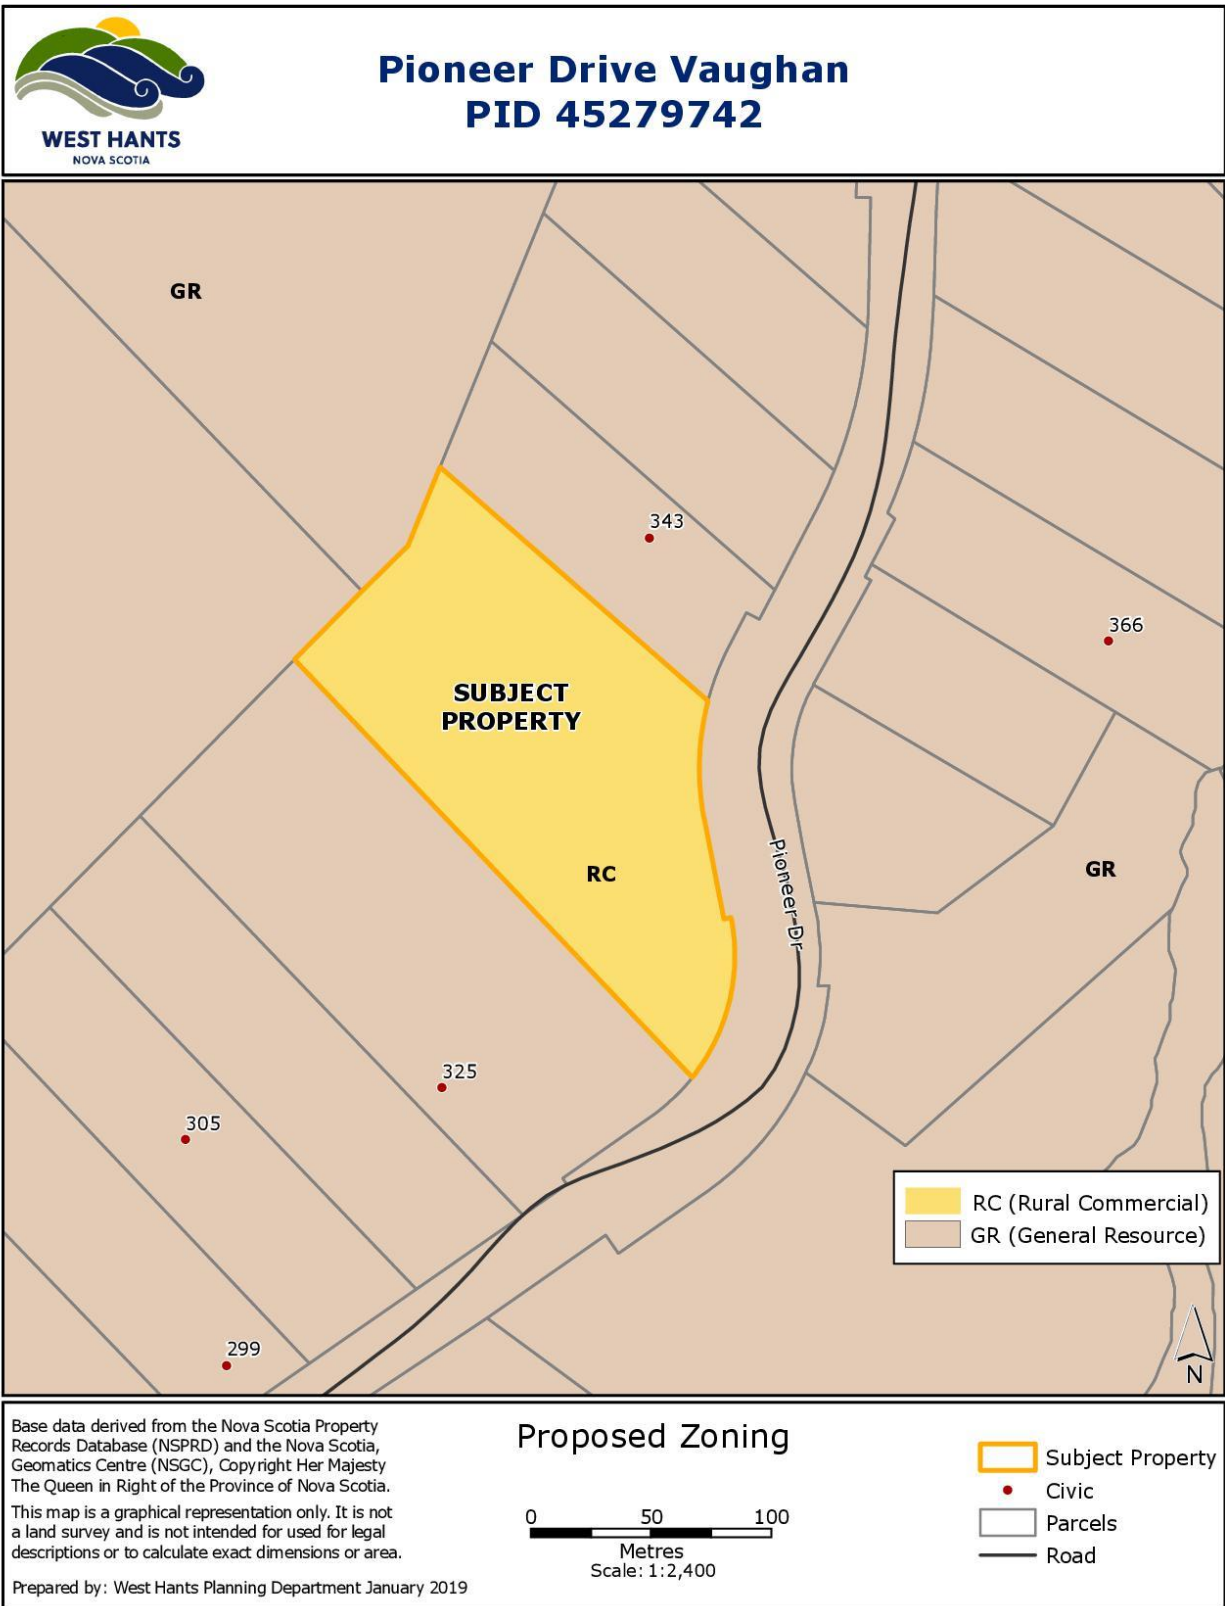 WEST HANTS
NOVA SCOTIA
Pioneer Drive Vaughan
PID 45279742
GR
343
366
SUBJECT
PROPERTY
RC
GR
Pioneer Dr
325
305
299
RC (Rural Commercial)
GR (General Resource)
N
Base data derived from the Nova Scotia Property
Records Database (NSPRD) and the Nova Scotia,
Geomatics Centre (NSGC), Copyright Her Majesty
The Queen in Right of the Province of Nova Scotia.
This map is a graphical representation only. It is not
a land survey and is not intended for used for legal
descriptions or to calculate exact dimensions or area.
Prepared by: West Hants Planning Department January 2019
Proposed Zoning
0 50 100
Metres
Scale: 1:2,400
Subject Property
Civic
Parcels
Road